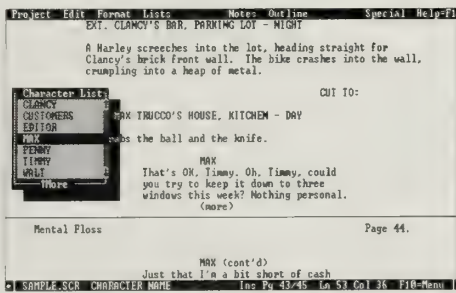 Project Edit Format Lists Notes Outline Special Help=F1
EXT. CLANCY'S BAR, PARKING LOT - NIGHT
A Harley screeches into the lot, heading straight for
Clancy's brick front wall. The bike crashes into the wall,
crumpling into a heap of metal.
CUT TO:
Character List
CLANCY
CUSTOMERS
EDITOR
MAX
PENNY
TIMMY
WALT
More
MAX TRUCCO'S HOUSE, KITCHEN - DAY
the ball and the knife.
MAX
That's OK, Timmy. Oh, Timmy, could
you try to keep it down to three
windows this week? Nothing personal.
(more)
Mental Floss Page 44.
MAX (cont'd)
Just that I'm a bit short of cash
SAMPLE.SCR CHARACTER NAME Ins Pg 43/45 Ln 53 Col 36 F10=Menu